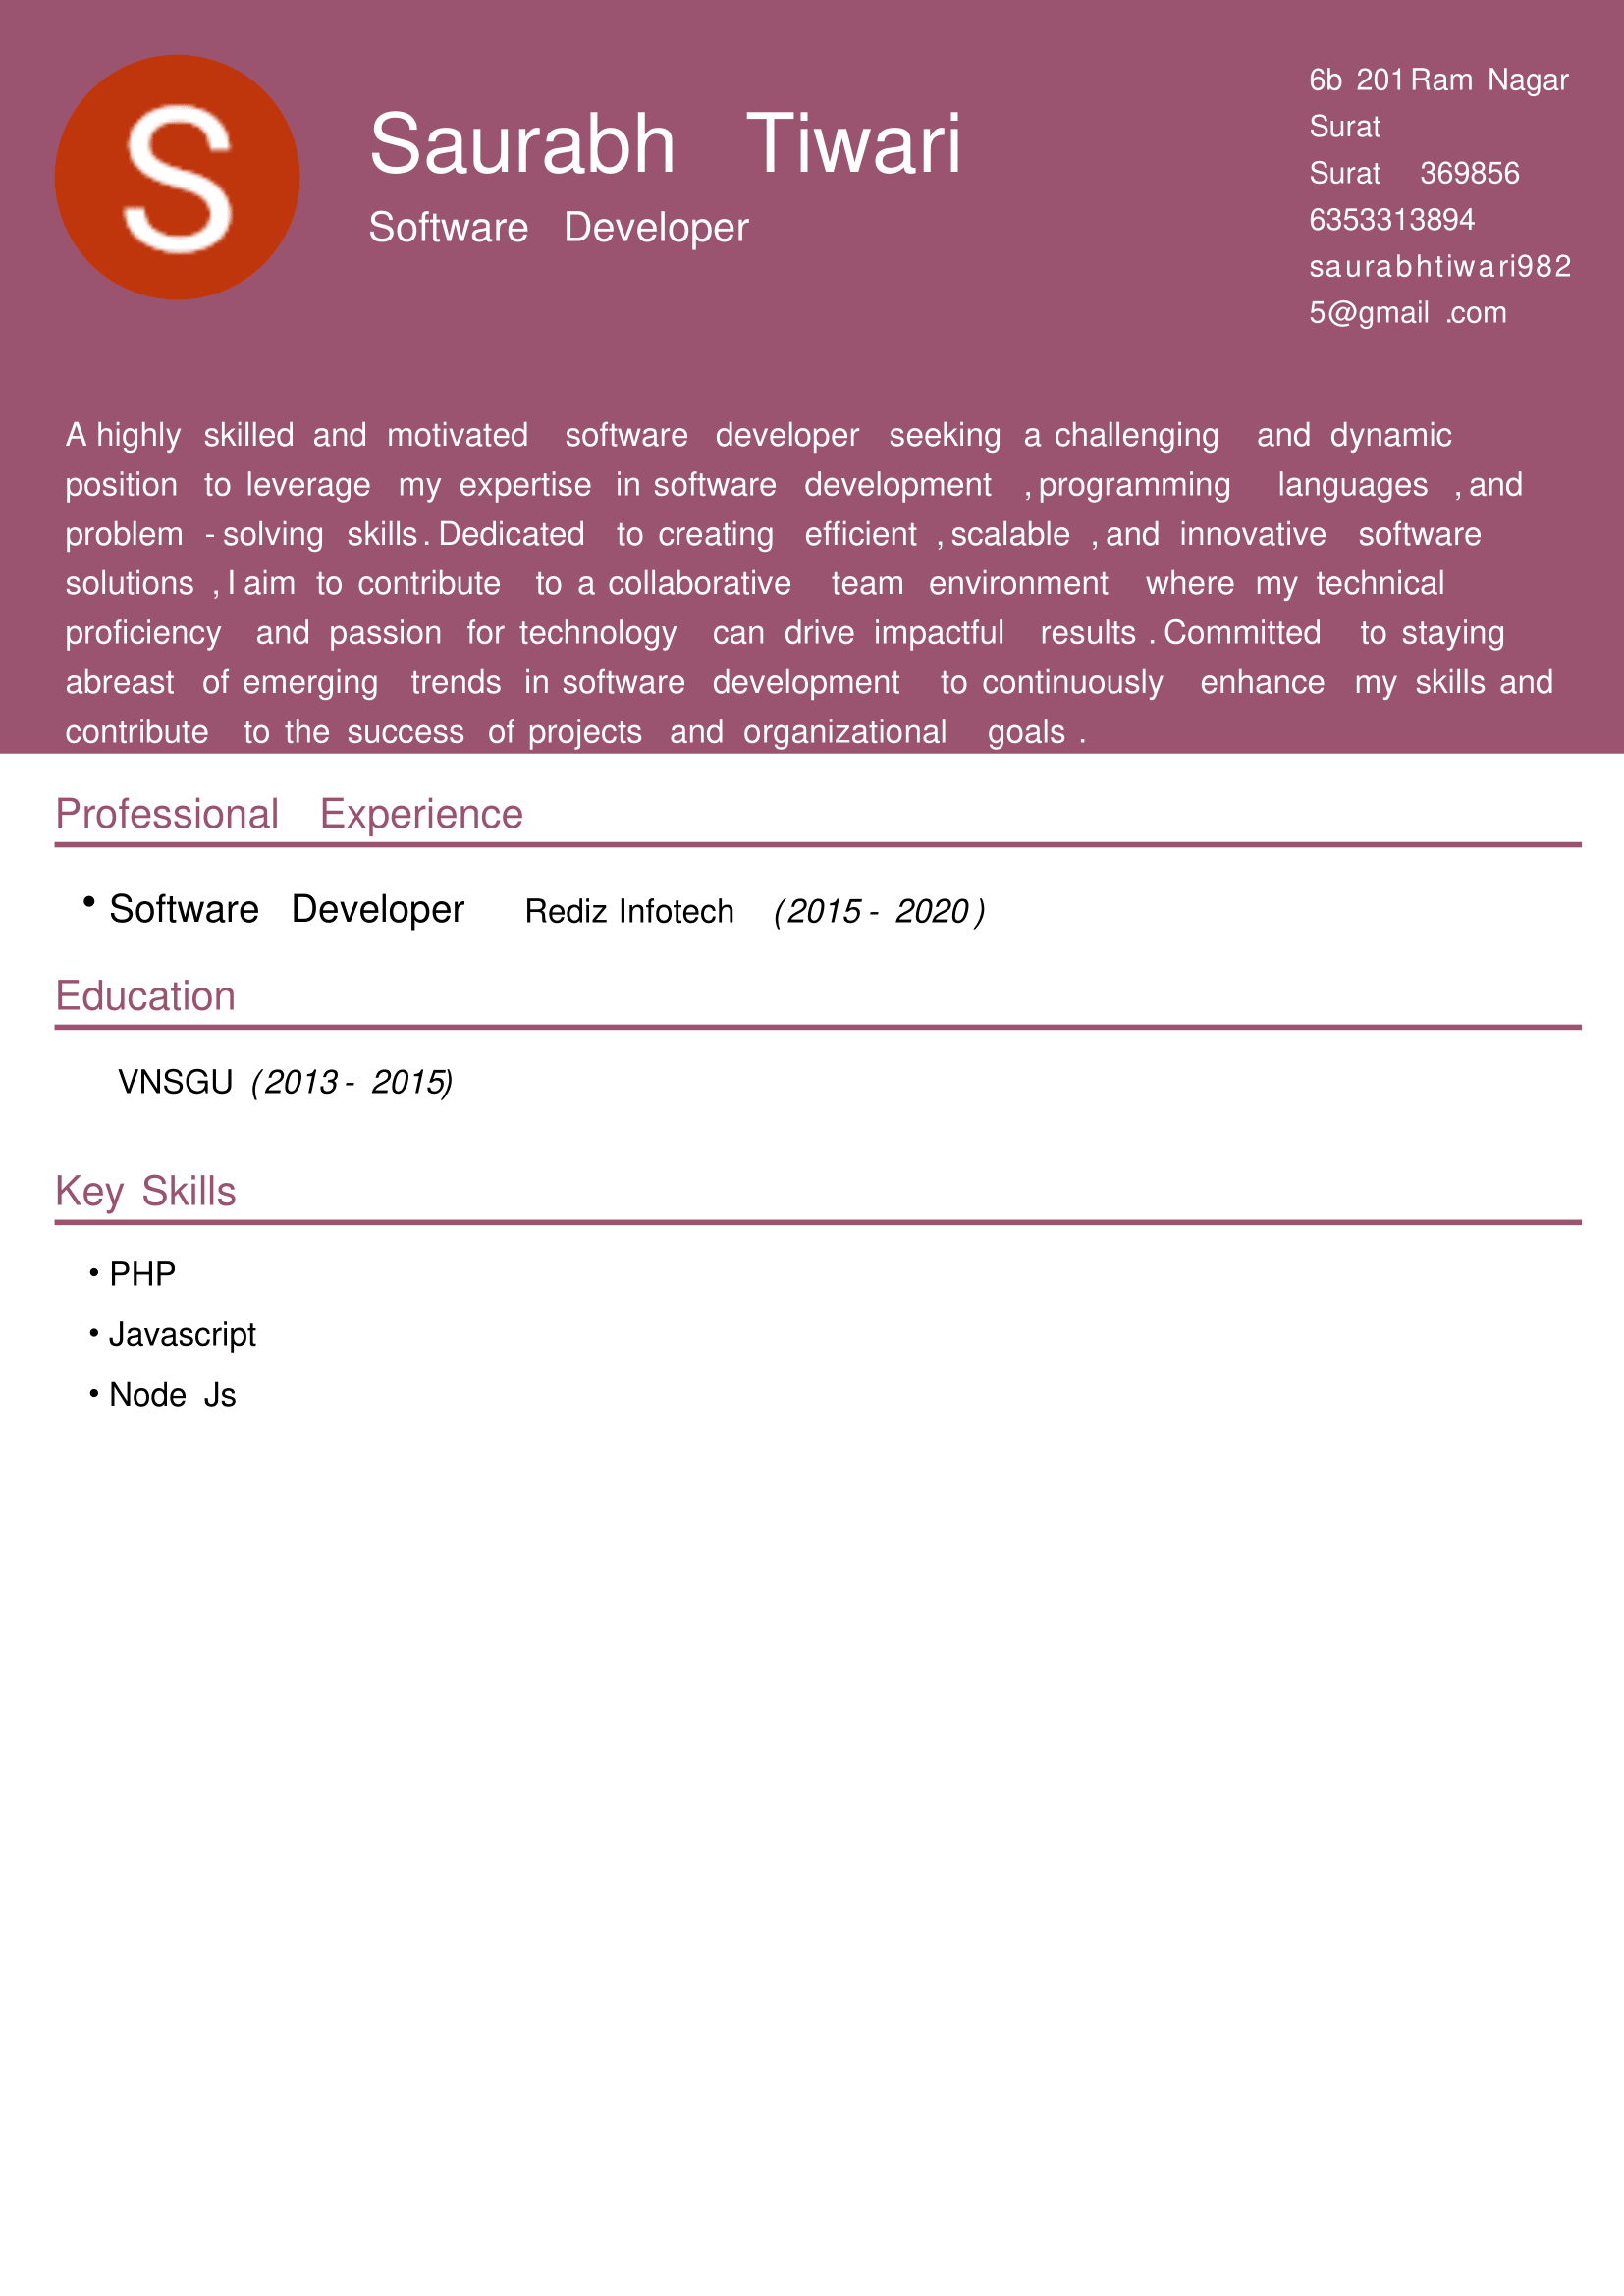 S
Saurabh Tiwari
Software Developer
6b 201 Ram Nagar
Surat
Surat 369856
6353313894
saurabhtiwari982
5@gmail .com
A highly skilled and motivated software developer seeking a challenging and dynamic
position to leverage my expertise in software development , programming languages , and
problem - solving skills . Dedicated to creating efficient , scalable , and innovative software
solutions , I aim to contribute to a collaborative team environment where my technical
proficiency and passion for technology can drive impactful results . Committed to staying
abreast of emerging trends in software development to continuously enhance my skills and
contribute to the success of projects and organizational goals .
Professional Experience
• Software Developer Rediz Infotech (2015 - 2020)
Education
VNSGU (2013 - 2015)
Key Skills
• PHP
• Javascript
• Node Js